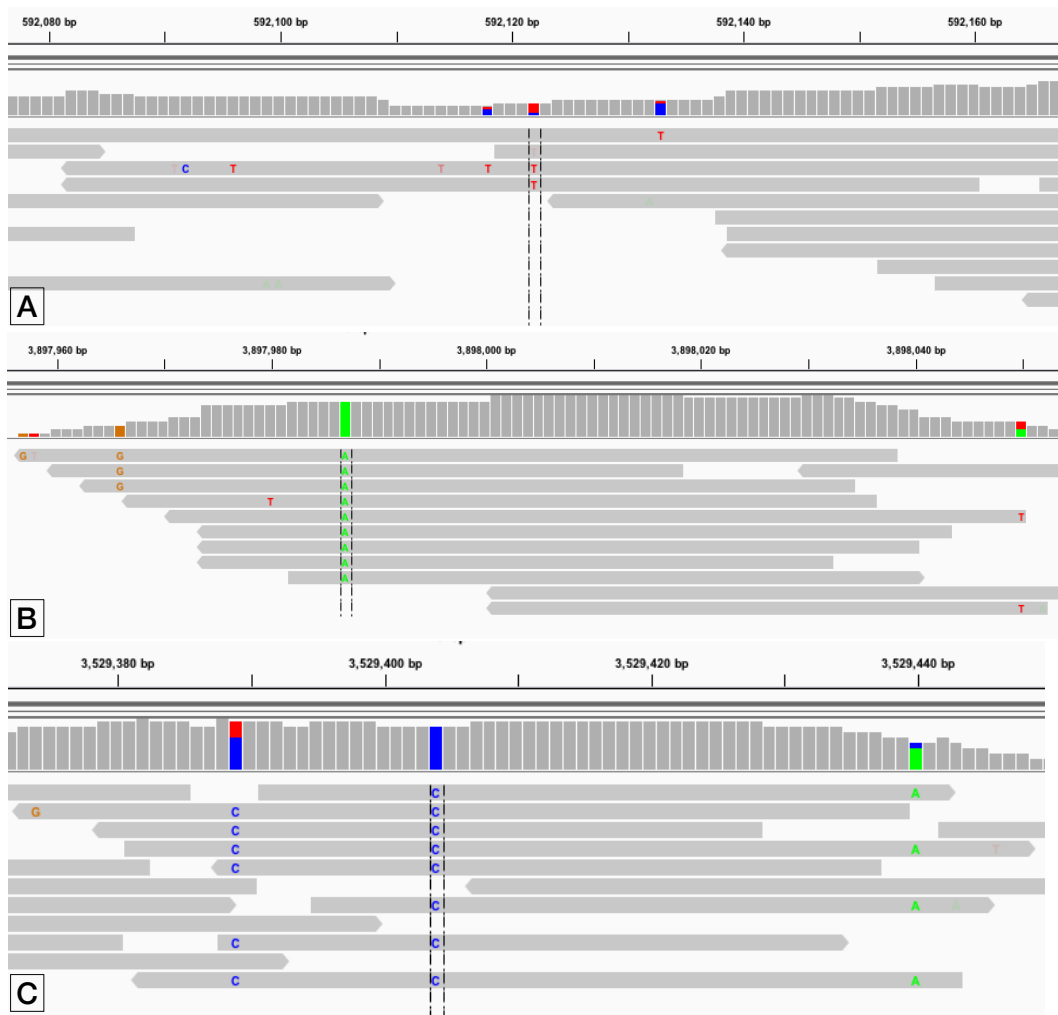 592,080 bp 592,100 bp 592,120 bp 592,140 bp 592,160 bp
T
T
T C T T T T
T
A
A A
A
3,897,960 bp 3,897,980 bp 3,898,000 bp 3,898,020 bp 3,898,040 bp
G T G A
G A
G A
T A
A T
A
A
A
A
T A
B
3,529,380 bp 3,529,400 bp 3,529,420 bp 3,529,440 bp
C A
G C C
C C
C C A T
C C
C A A
C C
C C A
C